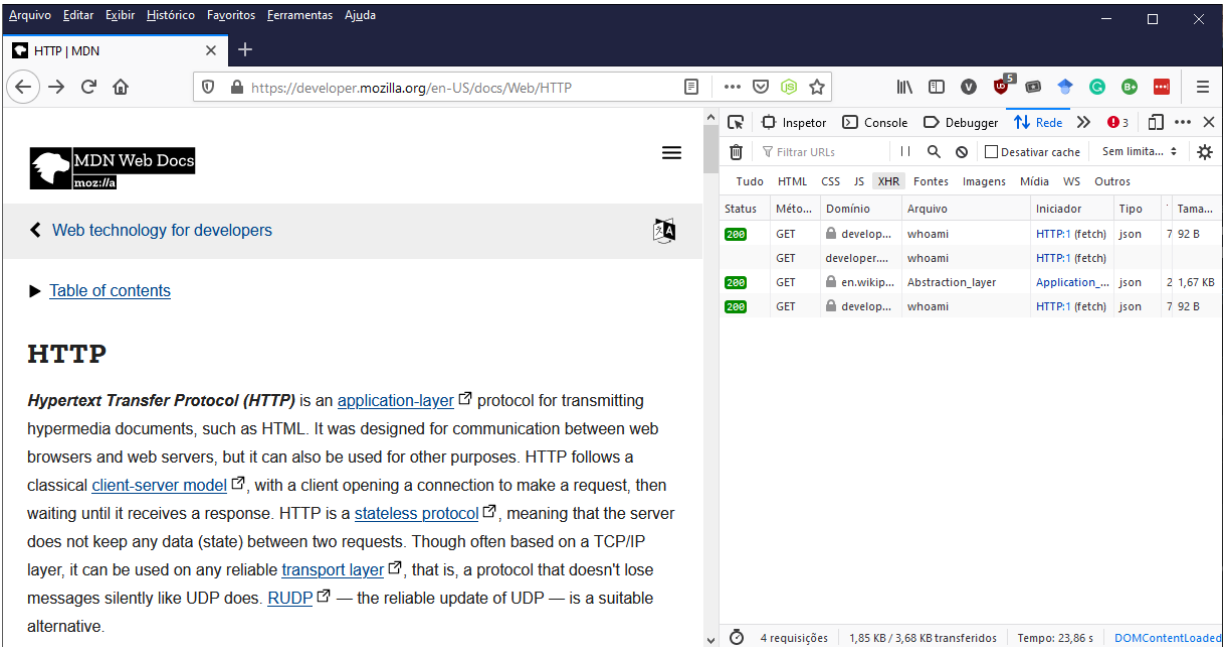 Arquivo Editar Exibir Histórico Favoritos Ferramentas Ajuda
HTTP | MDN
https://developer.mozilla.org/en-US/docs/Web/HTTP
5
Inspetor Console Debugger Rede 3
Filtrar URLs Desativar cache Sem limita...
Tudo HTML CSS JS XHR Fontes Imagens Mídia WS Outros
Status Méto... Domínio Arquivo Iniciador Tipo Tama...
200 GET develop... whoami HTTP:1 (fetch) json 7 92 B
GET developer.... whoami HTTP:1 (fetch)
200 GET en.wikip... Abstraction_layer Application_... json 2 1,67 KB
200 GET develop... whoami HTTP:1 (fetch) json 7 92 B
4 requisições 1,85 KB / 3,68 KB transferidos Tempo: 23,86 s DOMContentLoaded
MDN Web Docs
moz://a
Web technology for developers
Table of contents
HTTP
Hypertext Transfer Protocol (HTTP) is an application-layer protocol for transmitting
hypermedia documents, such as HTML. It was designed for communication between web
browsers and web servers, but it can also be used for other purposes. HTTP follows a
classical client-server model, with a client opening a connection to make a request, then
waiting until it receives a response. HTTP is a stateless protocol, meaning that the server
does not keep any data (state) between two requests. Though often based on a TCP/IP
layer, it can be used on any reliable transport layer, that is, a protocol that doesn't lose
messages silently like UDP does. RUDP — the reliable update of UDP — is a suitable
alternative.